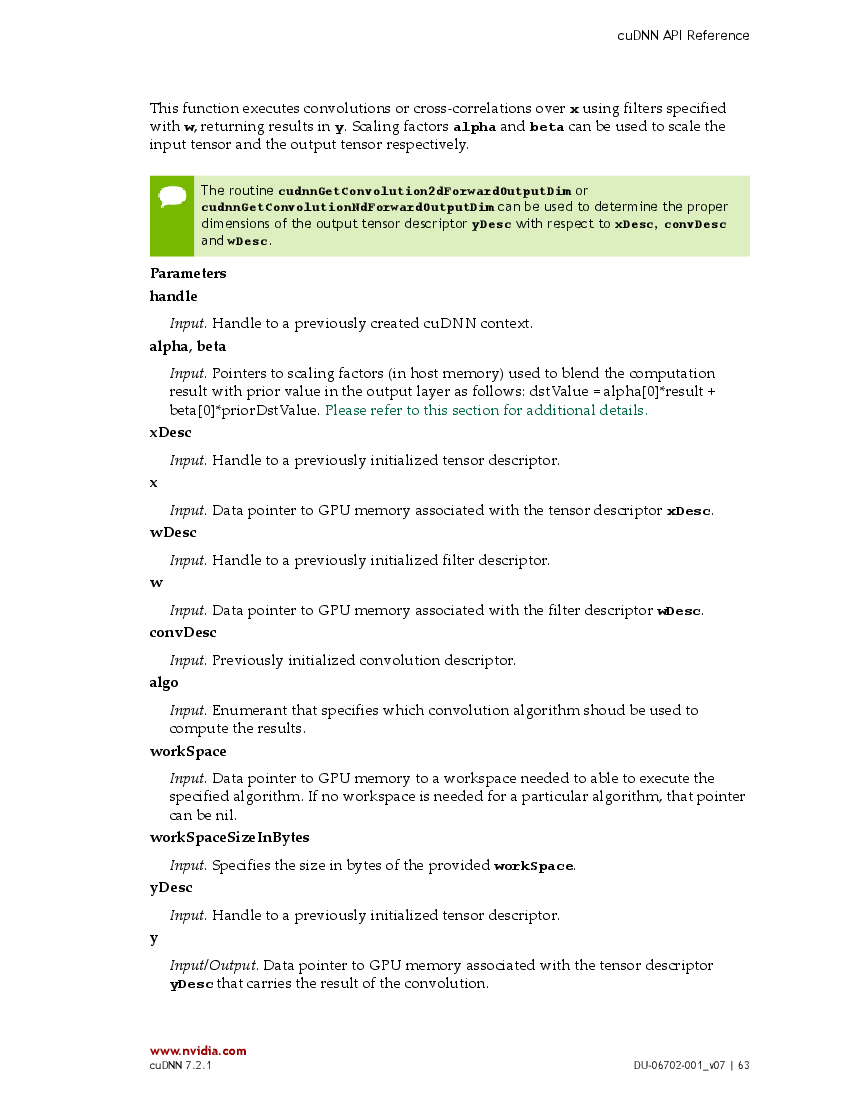 cuDNN API Reference
This function executes convolutions or cross-correlations over x using filters specified
with w, returning results in y. Scaling factors alpha and beta can be used to scale the
input tensor and the output tensor respectively.
The routine cudnnGetConvolution2dForwardOutputDim or
cudnnGetConvolutionNdForwardOutputDim can be used to determine the proper
dimensions of the output tensor descriptor yDesc with respect to xDesc, convDesc
and wDesc.
Parameters
handle
Input. Handle to a previously created cuDNN context.
alpha, beta
Input. Pointers to scaling factors (in host memory) used to blend the computation
result with prior value in the output layer as follows: dstValue = alpha[0]*result +
beta[0]*priorDstValue. Please refer to this section for additional details.
xDesc
Input. Handle to a previously initialized tensor descriptor.
x
Input. Data pointer to GPU memory associated with the tensor descriptor xDesc.
wDesc
Input. Handle to a previously initialized filter descriptor.
w
Input. Data pointer to GPU memory associated with the filter descriptor wDesc.
convDesc
Input. Previously initialized convolution descriptor.
algo
Input. Enumerant that specifies which convolution algorithm shoud be used to
compute the results.
workSpace
Input. Data pointer to GPU memory to a workspace needed to able to execute the
specified algorithm. If no workspace is needed for a particular algorithm, that pointer
can be nil.
workSpaceSizeInBytes
Input. Specifies the size in bytes of the provided workSpace.
yDesc
Input. Handle to a previously initialized tensor descriptor.
y
Input/Output. Data pointer to GPU memory associated with the tensor descriptor
yDesc that carries the result of the convolution.
www.nvidia.com
cuDNN 7.2.1
DU-06702-001_v07 | 63